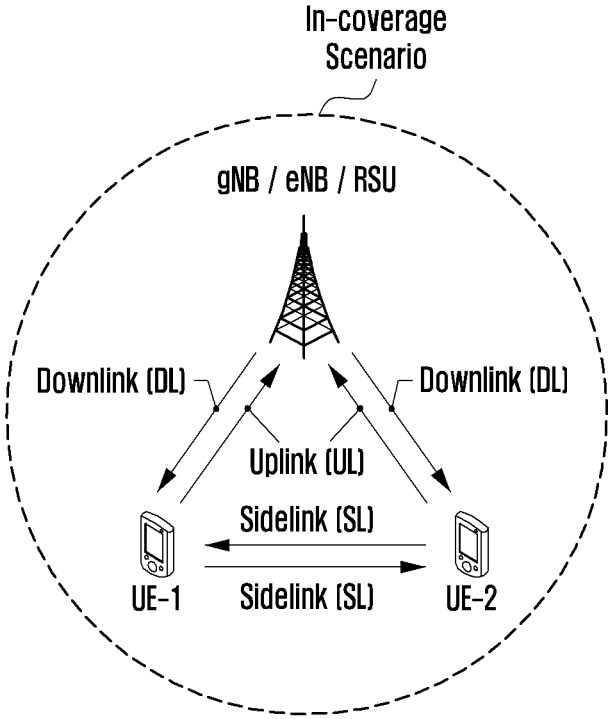 In-coverage
Scenario
gNB / eNB / RSU
Downlink (DL)
Downlink (DL)
Uplink (UL)
Sidelink (SL)
UE-1
Sidelink (SL)
UE-2